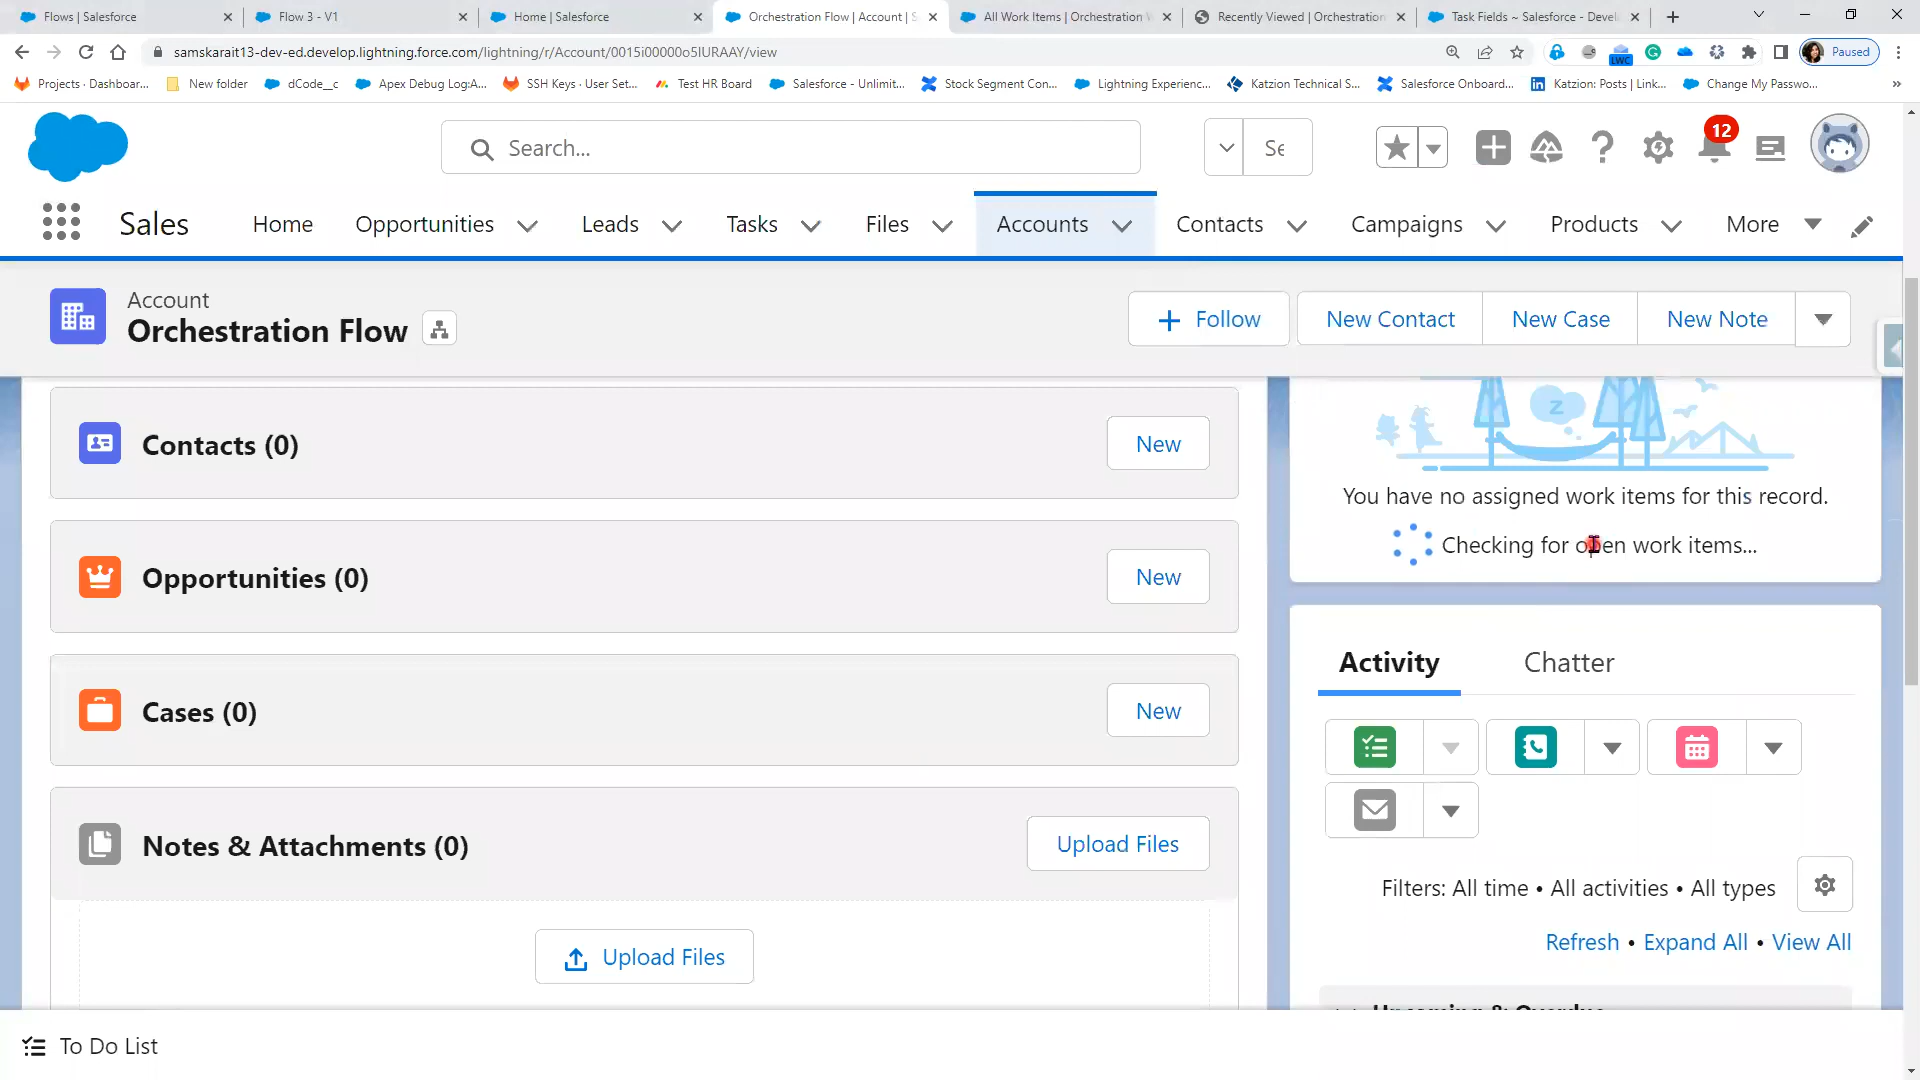 Flows | Salesforce
Flow 3 - V1
Home | Salesforce
Orchestration Flow | Account | S
All Work Items | Orchestration W
Recently Viewed | Orchestration
Task Fields ~ Salesforce - Devel
samskarait13-dev-ed.develop.lightning.force.com/lightning/r/Account/0015i00000o5lURAAY/view
LWC
Paused
Projects · Dashboar...
New folder
dCode__c
Apex Debug Log:A...
SSH Keys · User Set...
Test HR Board
Salesforce - Unlimit...
Stock Segment Con...
Lightning Experienc...
Katzion Technical S...
Salesforce Onboard...
Katzion: Posts | Link...
Change My Passwo...
Search...
Se
12
Sales
Home
Opportunities
Leads
Tasks
Files
Accounts
Contacts
Campaigns
Products
More
Account
Orchestration Flow
Follow
New Contact
New Case
New Note
Contacts (0)
New
Opportunities (0)
New
Cases (0)
New
Notes & Attachments (0)
Upload Files
Upload Files
z
You have no assigned work items for this record.
Checking for open work items...
Activity
Chatter
Filters: All time • All activities • All types
Refresh • Expand All • View All
Upcoming & Overdue
To Do List